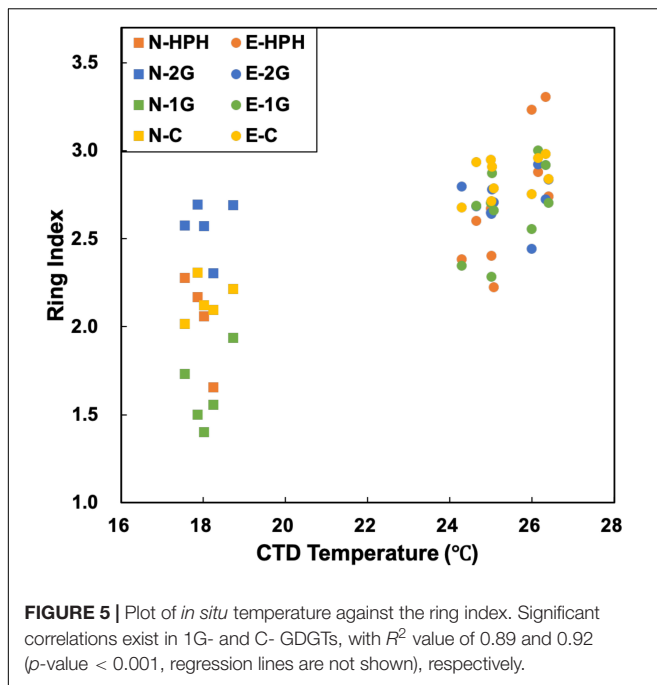 N-HPH E-HPH
N-2G E-2G
N-1G E-1G
N-C E-C
3.5
3.0
2.5
2.0
1.5
1.0
Ring Index
16 18 20 22 24 26 28
CTD Temperature (℃)
FIGURE 5 | Plot of in situ temperature against the ring index. Significant
correlations exist in 1G- and C- GDGTs, with R² value of 0.89 and 0.92
(p-value < 0.001, regression lines are not shown), respectively.